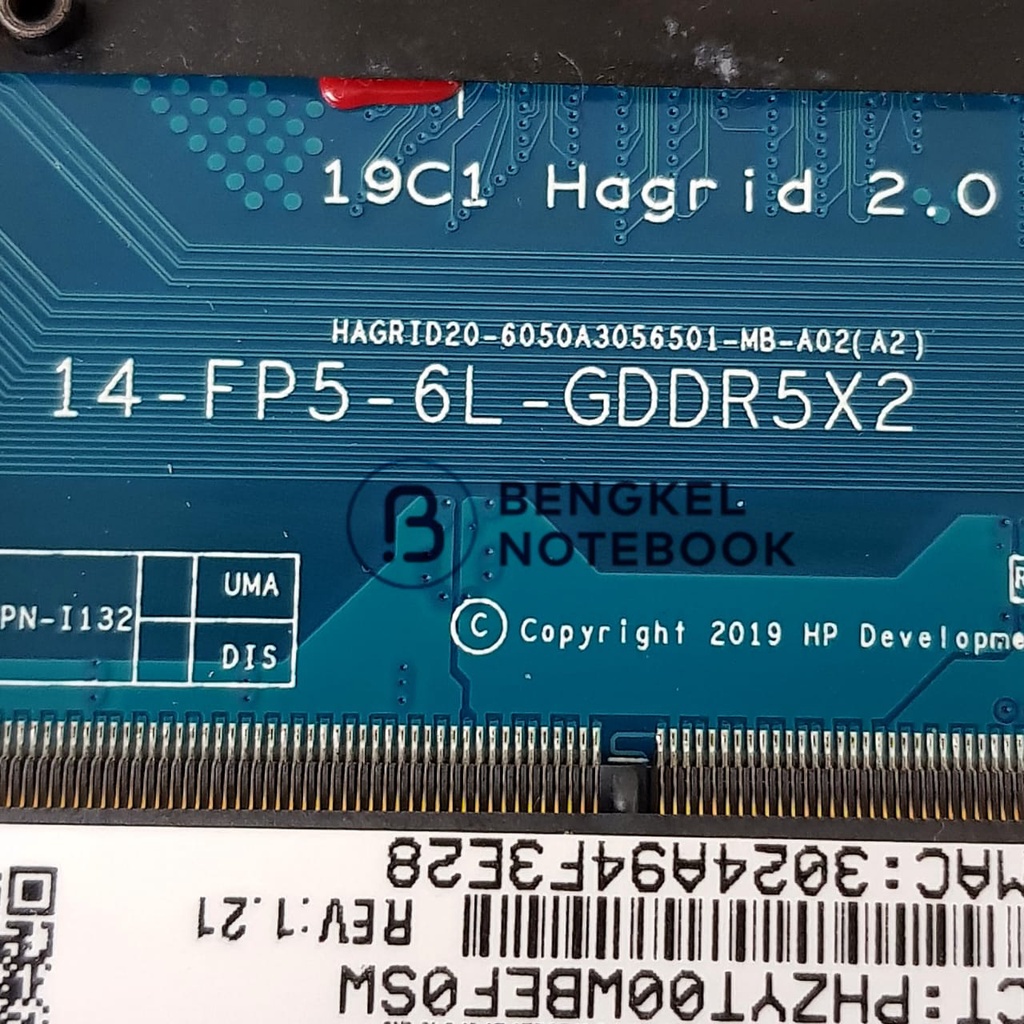 19C1 Hagrid 2.0
HAGRID20-6050A3056501-MB-A02(A2)
14-FP5-6L-GDDR5X2
BENGKEL
NOTEBOOK
UMA
PN-I132
DIS
© Copyright 2019 HP Developme
MAC:3024A94F3E28
REV:1.21
CT:PHZYT00WBEF0SW